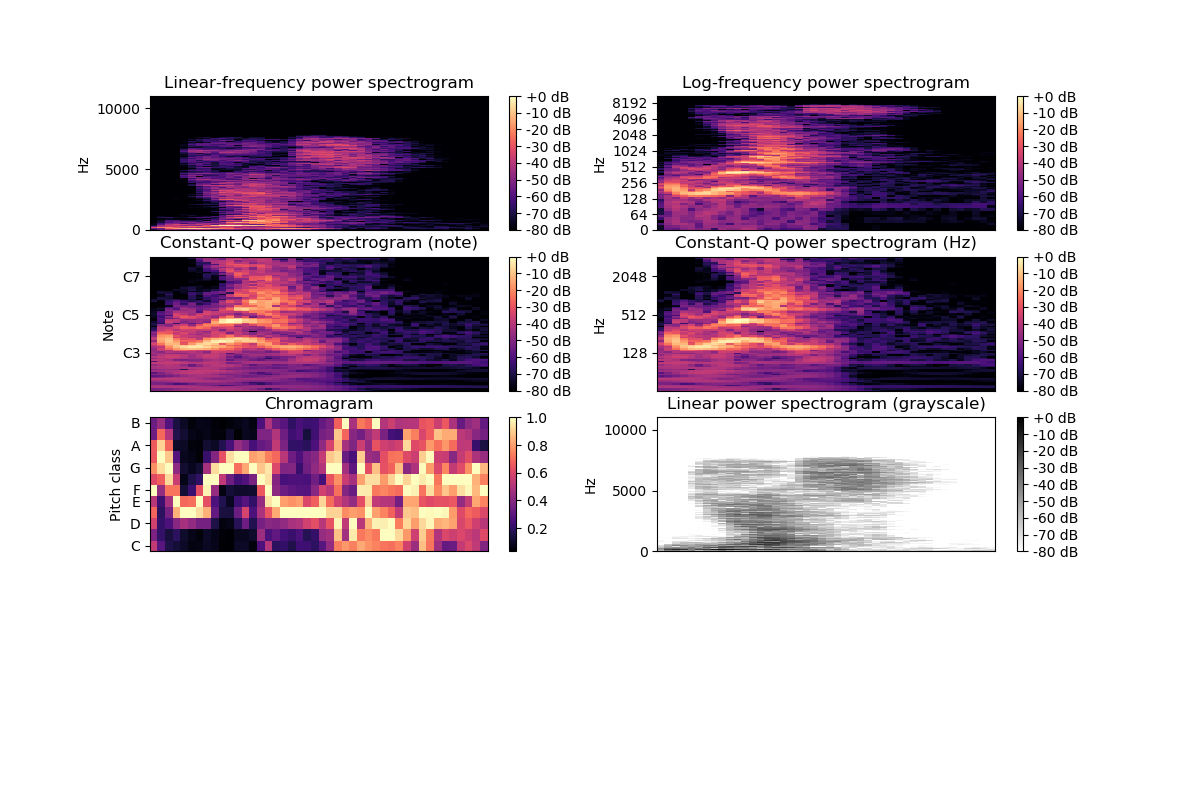 Linear-frequency power spectrogram
Hz
10000
5000
0
+0 dB
-10 dB
-20 dB
-30 dB
-40 dB
-50 dB
-60 dB
-70 dB
-80 dB
Log-frequency power spectrogram
Hz
8192
4096
2048
1024
512
256
128
64
0
+0 dB
-10 dB
-20 dB
-30 dB
-40 dB
-50 dB
-60 dB
-70 dB
-80 dB
Constant-Q power spectrogram (note)
Note
C7
C5
C3
+0 dB
-10 dB
-20 dB
-30 dB
-40 dB
-50 dB
-60 dB
-70 dB
-80 dB
Constant-Q power spectrogram (Hz)
Hz
2048
512
128
+0 dB
-10 dB
-20 dB
-30 dB
-40 dB
-50 dB
-60 dB
-70 dB
-80 dB
Chromagram
Pitch class
B
A
G
F
E
D
C
1.0
0.8
0.6
0.4
0.2
Linear power spectrogram (grayscale)
Hz
10000
5000
0
+0 dB
-10 dB
-20 dB
-30 dB
-40 dB
-50 dB
-60 dB
-70 dB
-80 dB